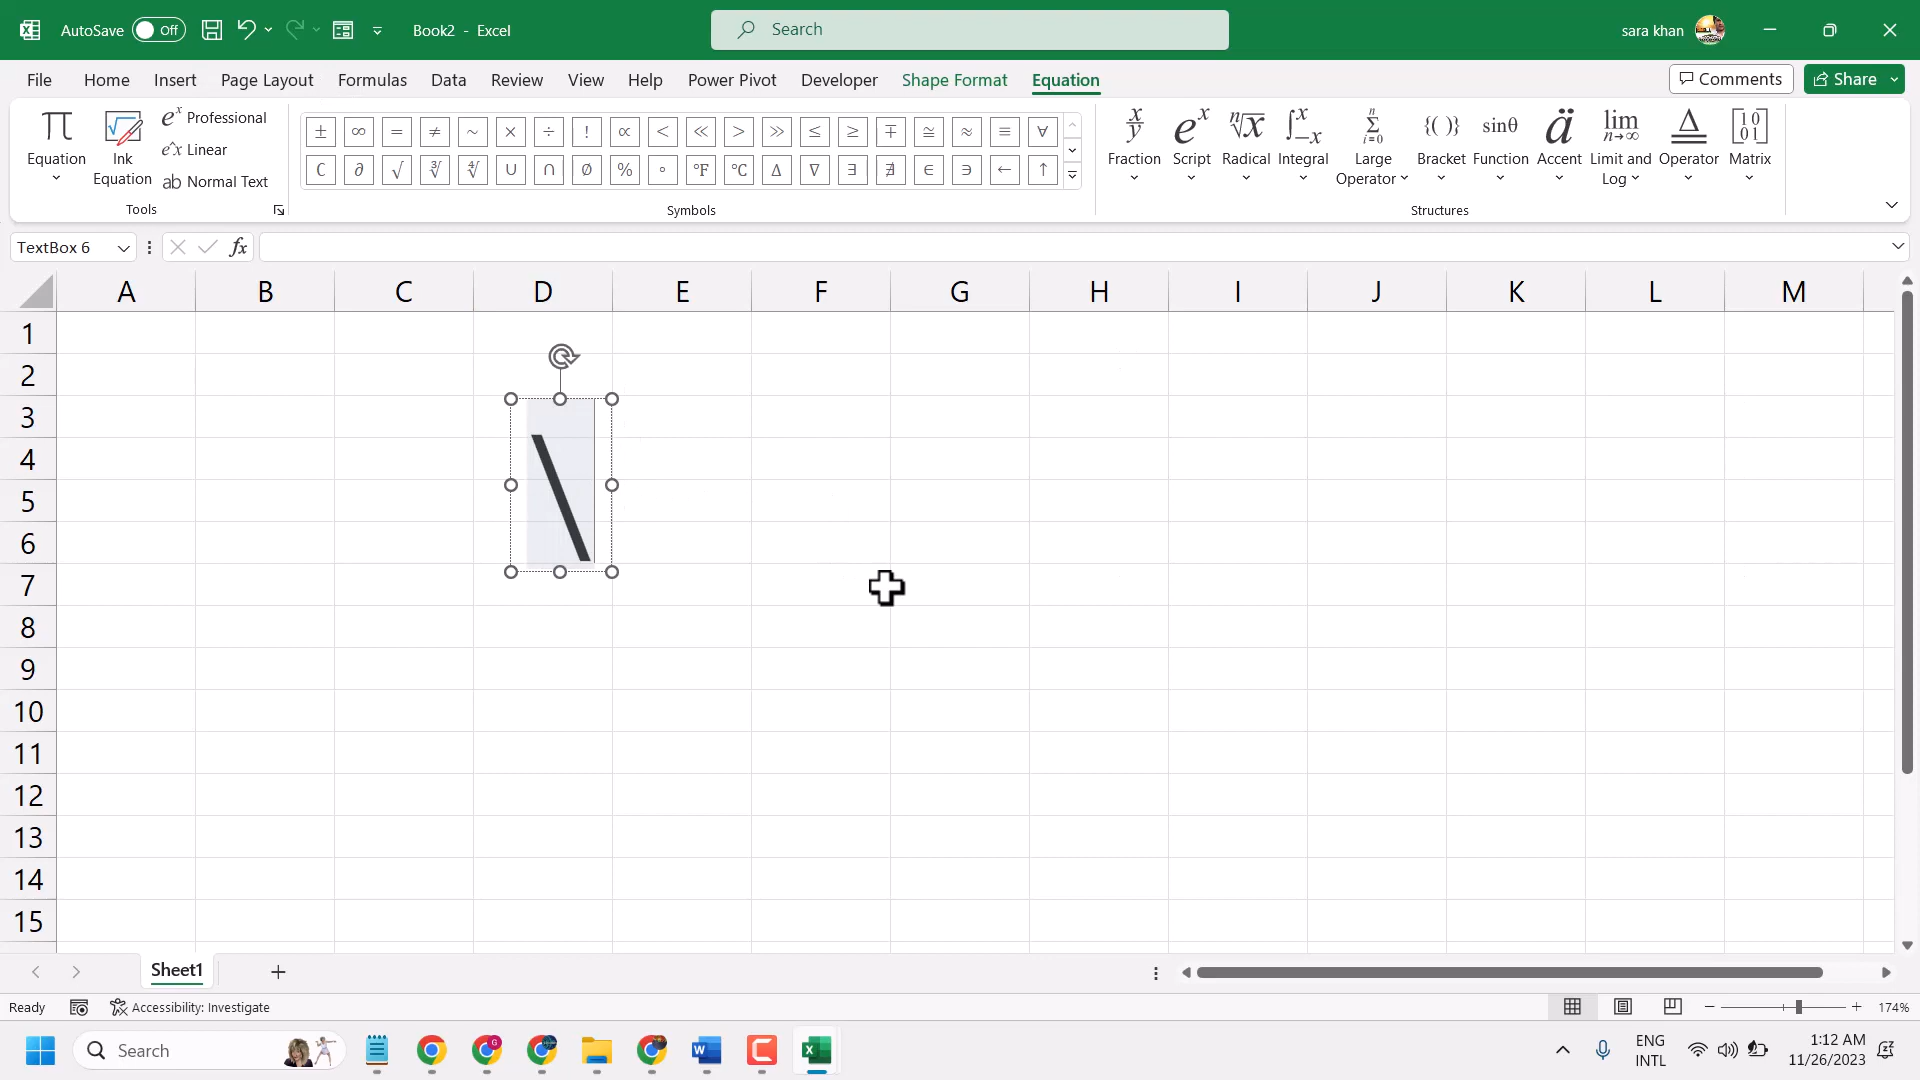 AutoSave Off Book2 - Excel Search sara khan
File Home Insert Page Layout Formulas Data Review View Help Power Pivot Developer Shape Format Equation Comments Share
Equation
Ink
Equation
Professional
Linear
ab Normal Text
± ∞ = ≠ ~ × ÷ ! ∝ < ≪ > ≫ ≤ ≥ ∓ ≅ ≈ ≡ ∀
∁ ∂ √ ∛ ∜ ∪ ∩ ∅ % ° °F °C ∆ ∇ ∃ ∄ ∈ ∋ ← ↑
Fraction Script Radical Integral Large
Operator
Bracket Function Accent Limit and
Log
Operator Matrix
Tools Symbols Structures
TextBox 6 fx
A B C D E F G H I J K L M
1
2
3
4
5
6
7
8
9
10
11
12
13
14
15
\
Sheet1
Ready Accessibility: Investigate 174%
Search
ENG
INTL
1:12 AM
11/26/2023